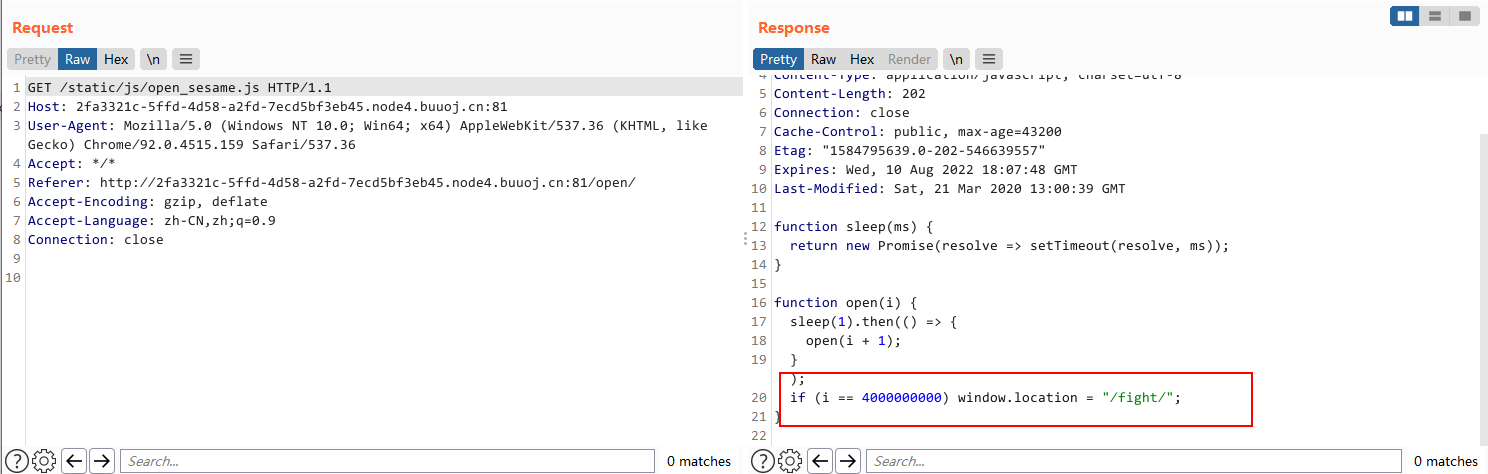 Request
Pretty Raw Hex \n
1 GET /static/js/open_sesame.js HTTP/1.1
2 Host: 2fa3321c-5ffd-4d58-a2fd-7ecd5bf3eb45.node4.buuoj.cn:81
3 User-Agent: Mozilla/5.0 (Windows NT 10.0; Win64; x64) AppleWebKit/537.36 (KHTML, like
Gecko) Chrome/92.0.4515.159 Safari/537.36
4 Accept: */*
5 Referer: http://2fa3321c-5ffd-4d58-a2fd-7ecd5bf3eb45.node4.buuoj.cn:81/open/
6 Accept-Encoding: gzip, deflate
7 Accept-Language: zh-CN,zh;q=0.9
8 Connection: close
9
10
Search...
0 matches
Response
Pretty Raw Hex Render \n
4 Content-Type: application/javascript; charset=utf-8
5 Content-Length: 202
6 Connection: close
7 Cache-Control: public, max-age=43200
8 Etag: "1584795639.0-202-546639557"
9 Expires: Wed, 10 Aug 2022 18:07:48 GMT
10 Last-Modified: Sat, 21 Mar 2020 13:00:39 GMT
11
12 function sleep(ms) {
13 return new Promise(resolve => setTimeout(resolve, ms));
14 }
15
16 function open(i) {
17 sleep(1).then(() => {
18 open(i + 1);
19 }
);
20 if (i == 4000000000) window.location = "/fight/";
21 }
22
Search...
0 matches